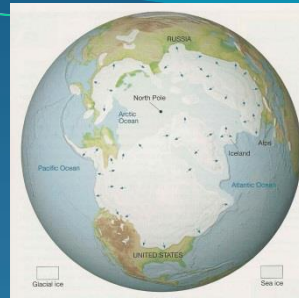 RUSSIA
North Pole
Arctic
Ocean
Alps
Iceland
Pacific Ocean
Atlantic Ocean
UNITED STATES
Glacial ice
Sea ice